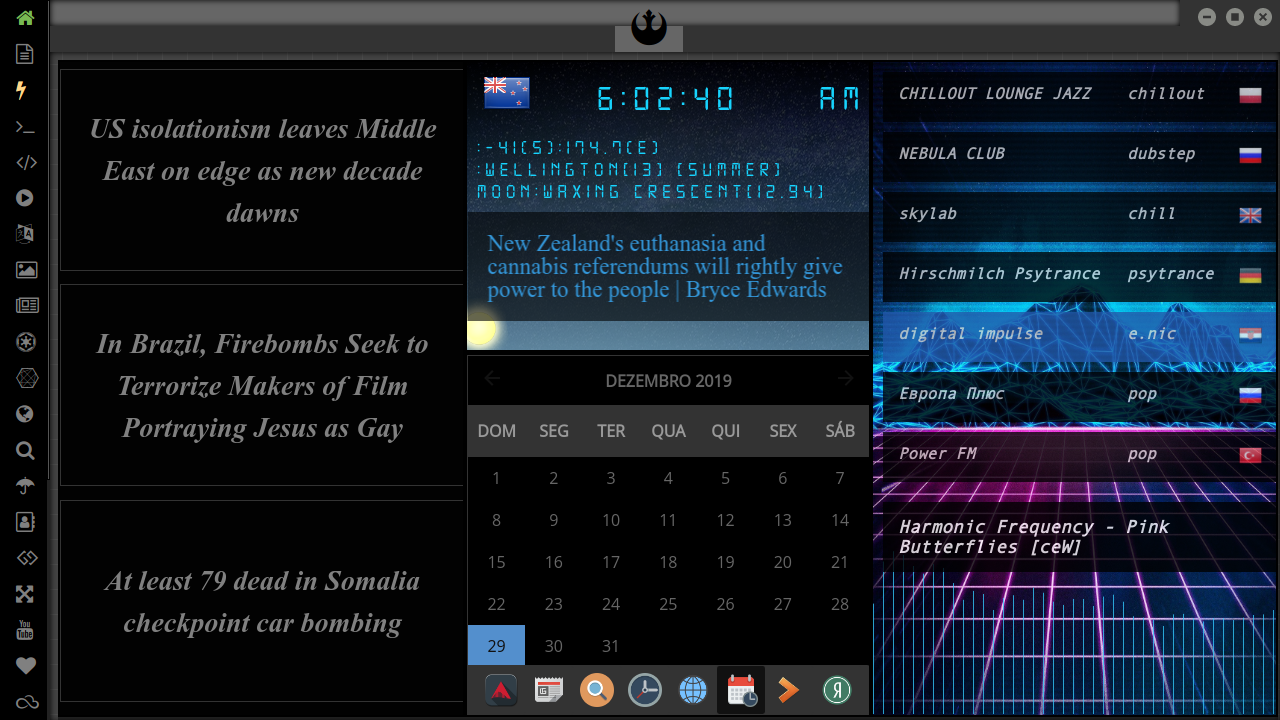 US isolationism leaves Middle
East on edge as new decade
dawns
In Brazil, Firebombs Seek to
Terrorize Makers of Film
Portraying Jesus as Gay
At least 79 dead in Somalia
checkpoint car bombing
6:02:40 AM
:-41(S):174.7(E)
:WELLINGTON(13) (SUMMER)
MOON:WAXING CRESCENT(12.94)
New Zealand's euthanasia and
cannabis referendums will rightly give
power to the people | Bryce Edwards
DEZEMBRO 2019
DOM SEG TER QUA QUI SEX SÁB
1 2 3 4 5 6 7
8 9 10 11 12 13 14
15 16 17 18 19 20 21
22 23 24 25 26 27 28
29 30 31
CHILLOUT LOUNGE JAZZ chillout
NEBULA CLUB dubstep
skylab chill
Hirschmilch Psytrance psytrance
digital impulse e.nic
Европа Плюс pop
Power FM pop
Harmonic Frequency - Pink
Butterflies [ceW]
You
Tube
Я